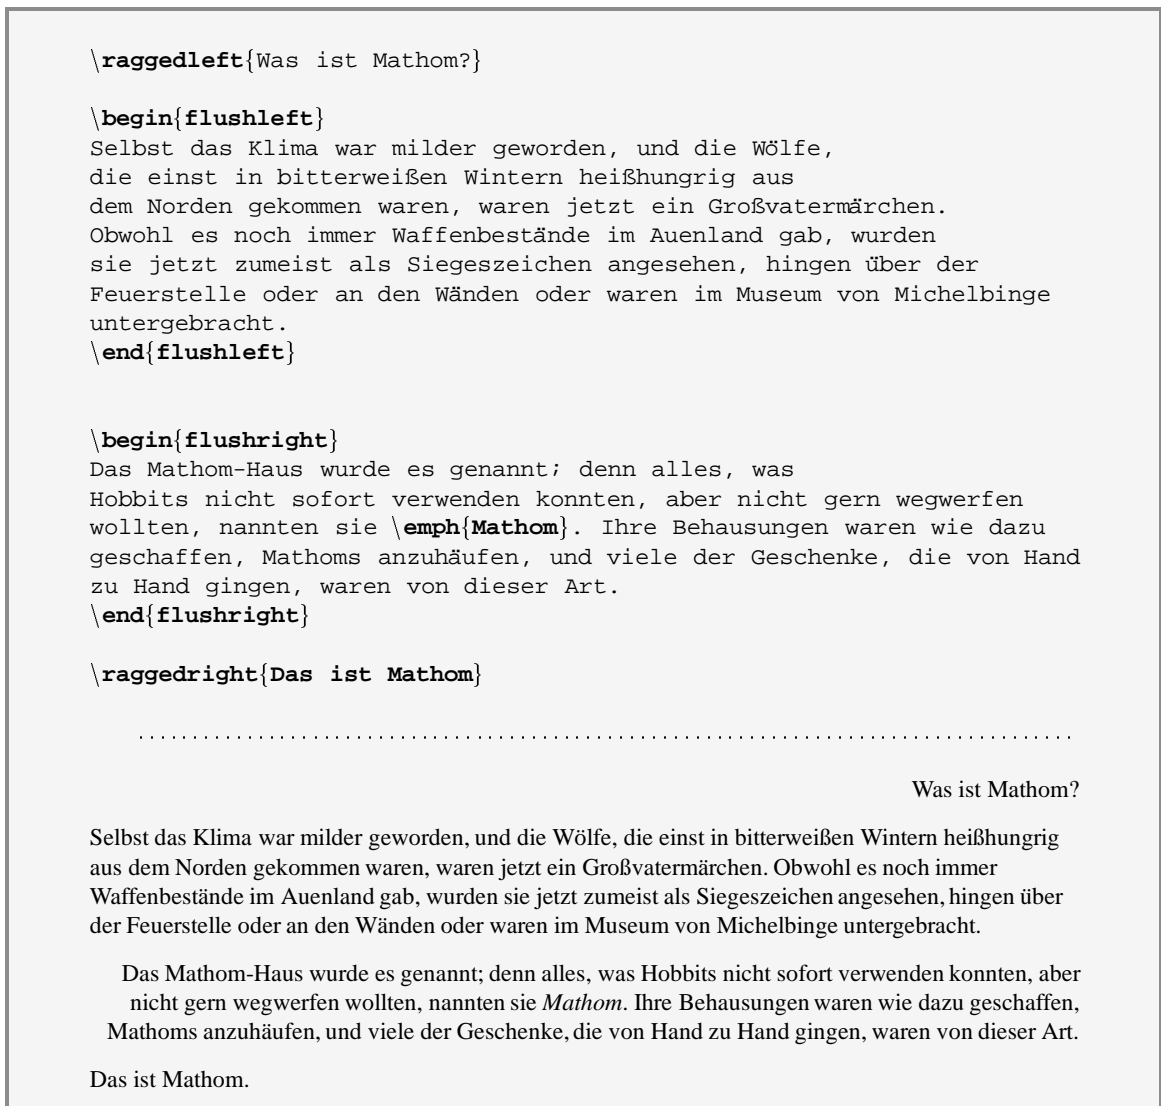 \raggedleft{Was ist Mathom?}
\begin{flushleft}
Selbst das Klima war milder geworden, und die Wölfe,
die einst in bitterweißen Wintern heißhungrig aus
dem Norden gekommen waren, waren jetzt ein Großvatermärchen.
Obwohl es noch immer Waffenbestände im Auenland gab, wurden
sie jetzt zumeist als Siegeszeichen angesehen, hingen über der
Feuerstelle oder an den Wänden oder waren im Museum von Michelbinge
untergebracht.
\end{flushleft}
\begin{flushright}
Das Mathom-Haus wurde es genannt; denn alles, was
Hobbits nicht sofort verwenden konnten, aber nicht gern wegwerfen
wollten, nannten sie \emph{Mathom}. Ihre Behausungen waren wie dazu
geschaffen, Mathoms anzuhäufen, und viele der Geschenke, die von Hand
zu Hand gingen, waren von dieser Art.
\end{flushright}
\raggedright{Das ist Mathom}
Was ist Mathom?
Selbst das Klima war milder geworden, und die Wölfe, die einst in bitterweißen Wintern heißhungrig
aus dem Norden gekommen waren, waren jetzt ein Großvatermärchen. Obwohl es noch immer
Waffenbestände im Auenland gab, wurden sie jetzt zumeist als Siegeszeichen angesehen, hingen über
der Feuerstelle oder an den Wänden oder waren im Museum von Michelbinge untergebracht.
Das Mathom-Haus wurde es genannt; denn alles, was Hobbits nicht sofort verwenden konnten, aber
nicht gern wegwerfen wollten, nannten sie Mathom. Ihre Behausungen waren wie dazu geschaffen,
Mathoms anzuhäufen, und viele der Geschenke, die von Hand zu Hand gingen, waren von dieser Art.
Das ist Mathom.